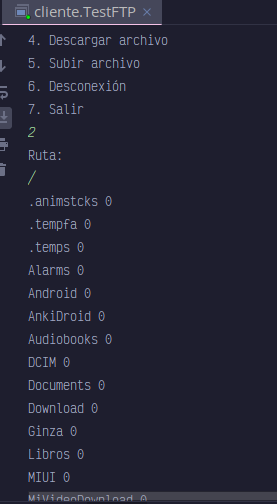 cliente.TestFTP ×
4. Descargar archivo
5. Subir archivo
6. Desconexión
7. Salir
2
Ruta:
/
.animstcks 0
.tempfa 0
.temps 0
Alarms 0
Android 0
AnkiDroid 0
Audiobooks 0
DCIM 0
Documents 0
Download 0
Ginza 0
Libros 0
MIUI 0
MiVideoDownload 0